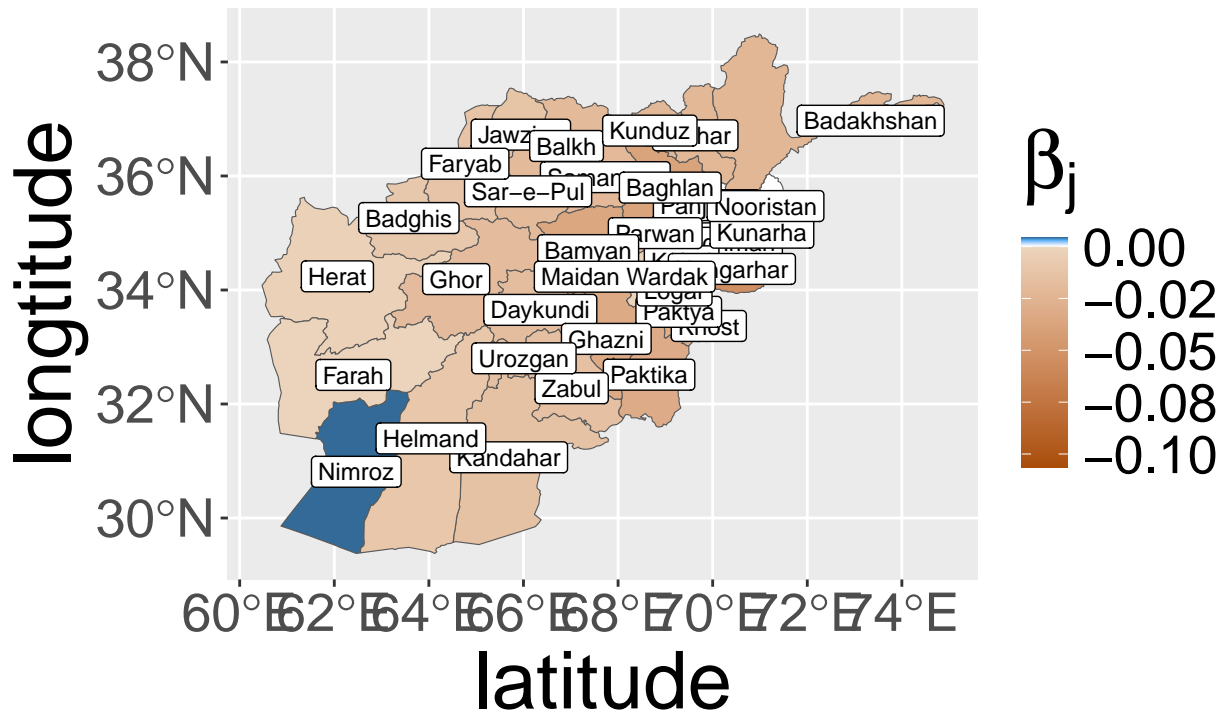 longtitude
38°N
36°N
34°N
32°N
30°N
Badakhshan
Kunduz
Balkh
Faryab
Baghlan
Sar−e−Pul
Nooristan
Badghis
Parwan
Kunarha
Bamyan
Herat
Ghor
Maidan Wardak
Daykundi
Paktya
Ghazni
Urozgan
Farah
Zabul
Paktika
Helmand
Kandahar
Nimroz
60°E 62°E 64°E 66°E 68°E 70°E 72°E 74°E
latitude
βj
0.00
−0.02
−0.05
−0.08
−0.10